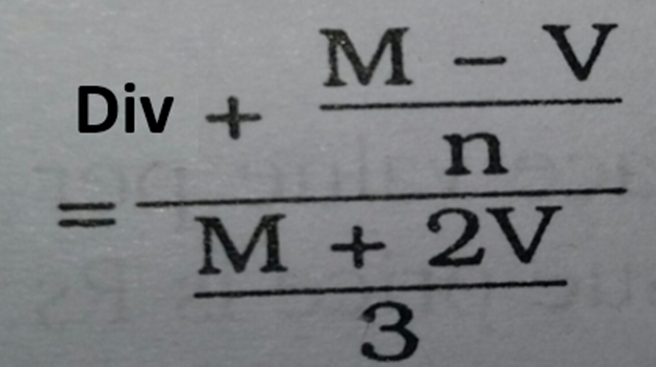 M – V
Div +
n
=
M + 2V
3